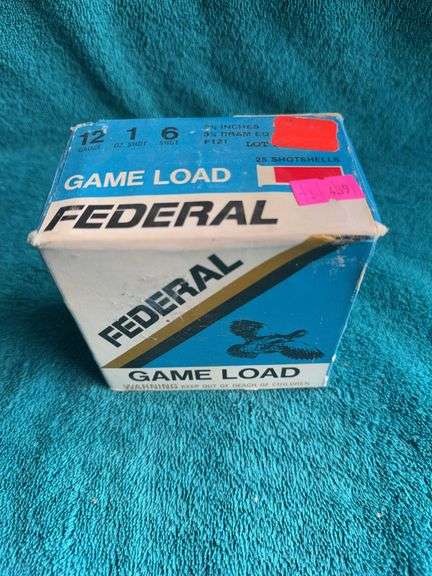 12 1 6 2¾ INCHES
GAUGE OZ. SHOT SHOT 3¼ DRAM EQ
F121 LOT
25 SHOTSHELLS
GAME LOAD
439
FEDERAL
FEDERAL
GAME LOAD
WARNING KEEP OUT OF REACH OF CHILDREN